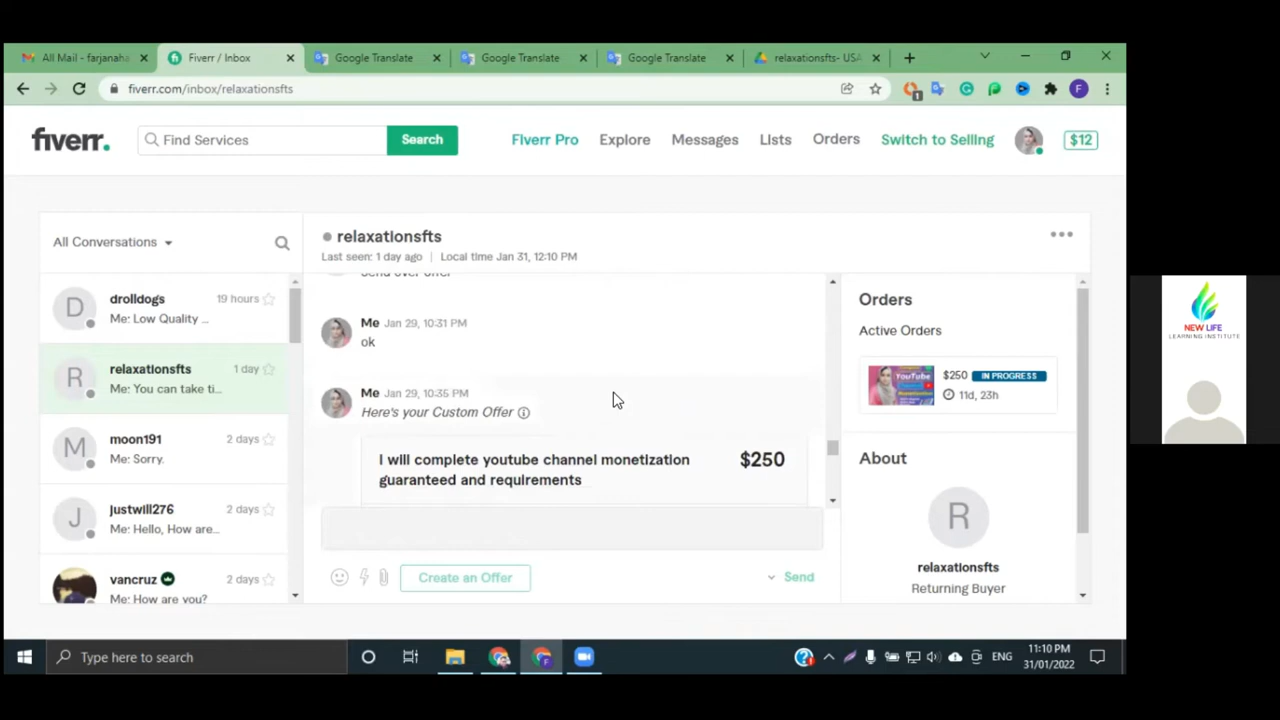 All Mail - farjanaha
Fiverr / Inbox
Google Translate
Google Translate
Google Translate
relaxationsfts- USA
fiverr.com/inbox/relaxationsfts
fiverr.
Find Services
Search
Fiverr Pro
Explore
Messages
Lists
Orders
Switch to Selling
$12
All Conversations
relaxationsfts
Last seen: 1 day ago | Local time Jan 31, 12:10 PM
D
drolldogs
19 hours
Me: Low Quality ...
R
relaxationsfts
1 day
Me: You can take ti...
M
moon191
2 days
Me: Sorry.
J
justwill276
2 days
Me: Hello, How are...
vancruz
2 days
Me: How are you?
Send over offer
Me Jan 29, 10:31 PM
ok
Me Jan 29, 10:35 PM
Here's your Custom Offer
I will complete youtube channel monetization
guaranteed and requirements
$250
Create an Offer
Send
Orders
Active Orders
YouTube
$250 IN PROGRESS
11d, 23h
About
R
relaxationsfts
Returning Buyer
NEW LIFE
LEARNING INSTITUTE
Type here to search
ENG
11:10 PM
31/01/2022